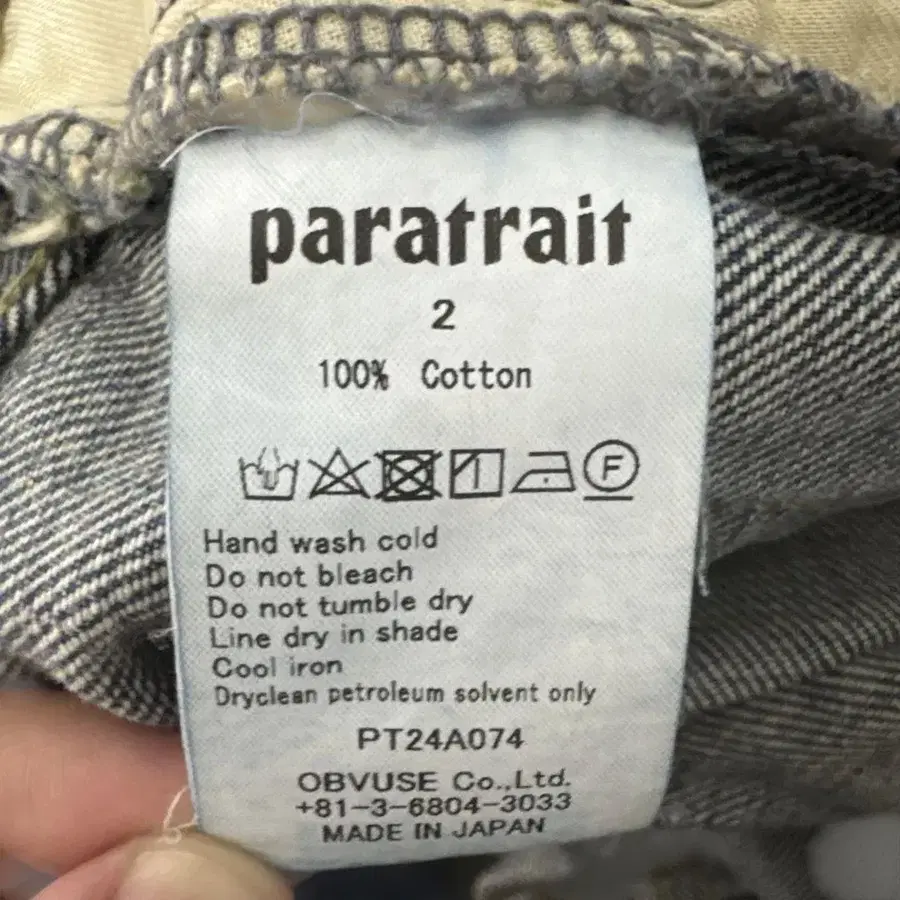 paratrait
2
100% Cotton
F
Hand wash cold
Do not bleach
Do not tumble dry
Line dry in shade
Cool iron
Dryclean petroleum solvent only
PT24A074
OBVUSE Co.,Ltd.
+81-3-6804-3033
MADE IN JAPAN